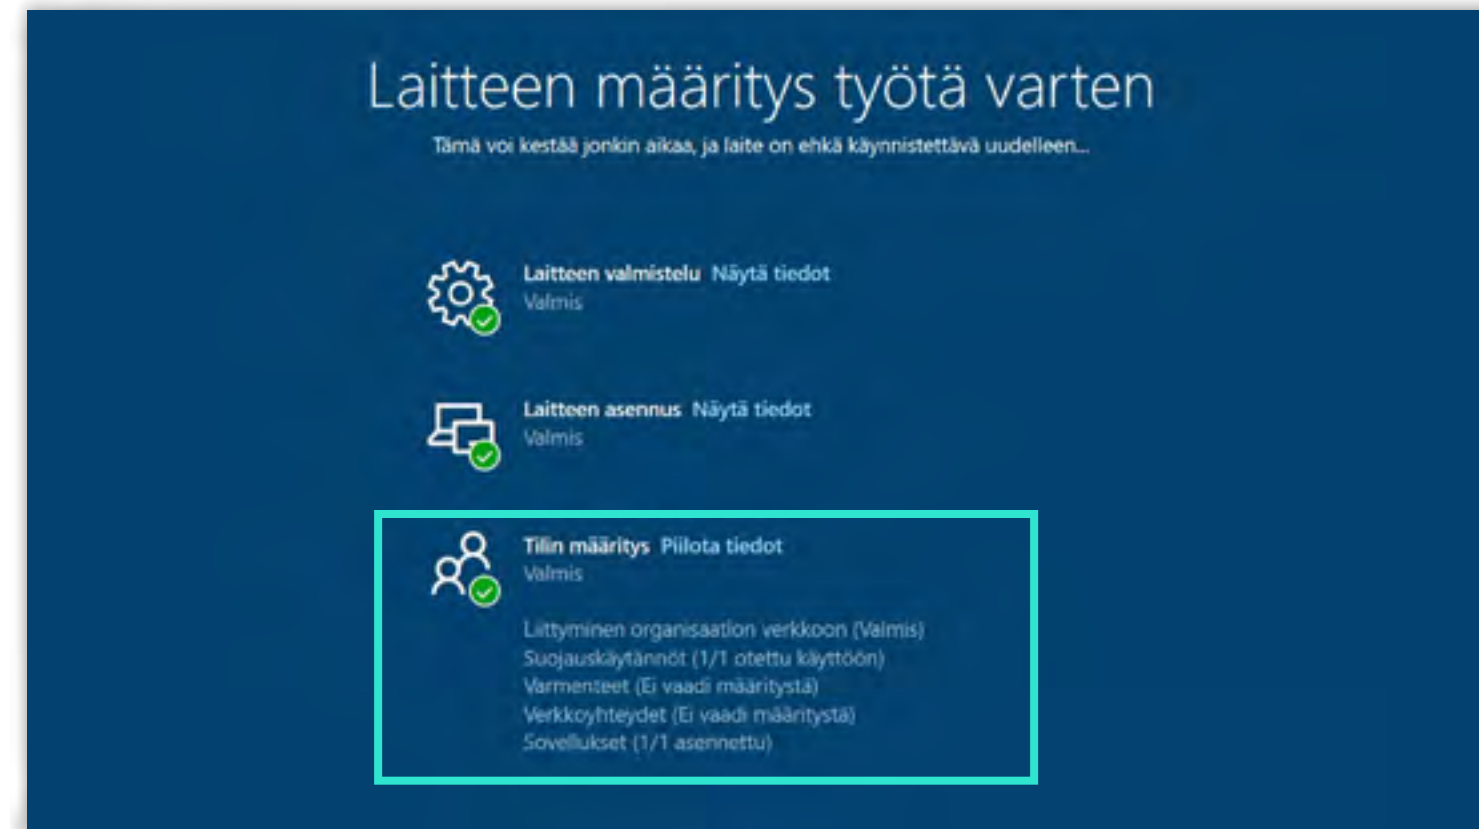 Laitteen määritys työtä varten
Tämä voi kestää jonkin aikaa, ja laite on ehkä käynnistettävä uudelleen...
Laitteen valmistelu Näytä tiedot
Valmis
Laitteen asennus Näytä tiedot
Valmis
Tilin määritys Piilota tiedot
Valmis
Liittyminen organisaation verkkoon (Valmis)
Suojauskäytännöt (1/1 otettu käyttöön)
Varmenteet (Ei vaadi määritystä)
Verkkoyhteydet (Ei vaadi määritystä)
Sovellukset (1/1 asennettu)